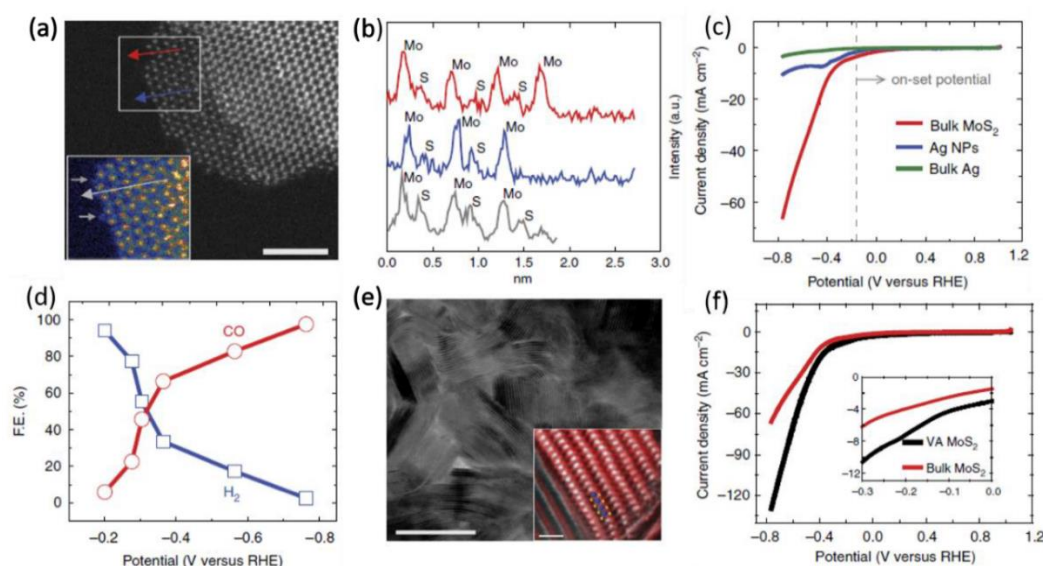 (a)
(b)
Mo
Mo
Mo
Mo
S
S
S
Mo
Mo
Mo
S
S
Mo
Mo
Mo
S
S
S
0.0 0.5 1.0 1.5 2.0 2.5 3.0
nm
Intensity (a.u.)
(c)
0
−20
−40
−60
Current density (mA cm⁻²)
on-set potential
Bulk MoS₂
Ag NPs
Bulk Ag
−0.8 −0.4 0.0 0.4 0.8 1.2
Potential (V versus RHE)
(d)
100
80
60
40
20
0
F.E. (%)
CO
H₂
−0.2 −0.4 −0.6 −0.8
Potential (V versus RHE)
(e)
(f)
0
−30
−60
−90
−120
Current density (mA cm⁻²)
0
−4
−8
−12
VA MoS₂
Bulk MoS₂
−0.3 −0.2 −0.1 0.0
−0.8 −0.4 0.0 0.4 0.8 1.2
Potential (V versus RHE)